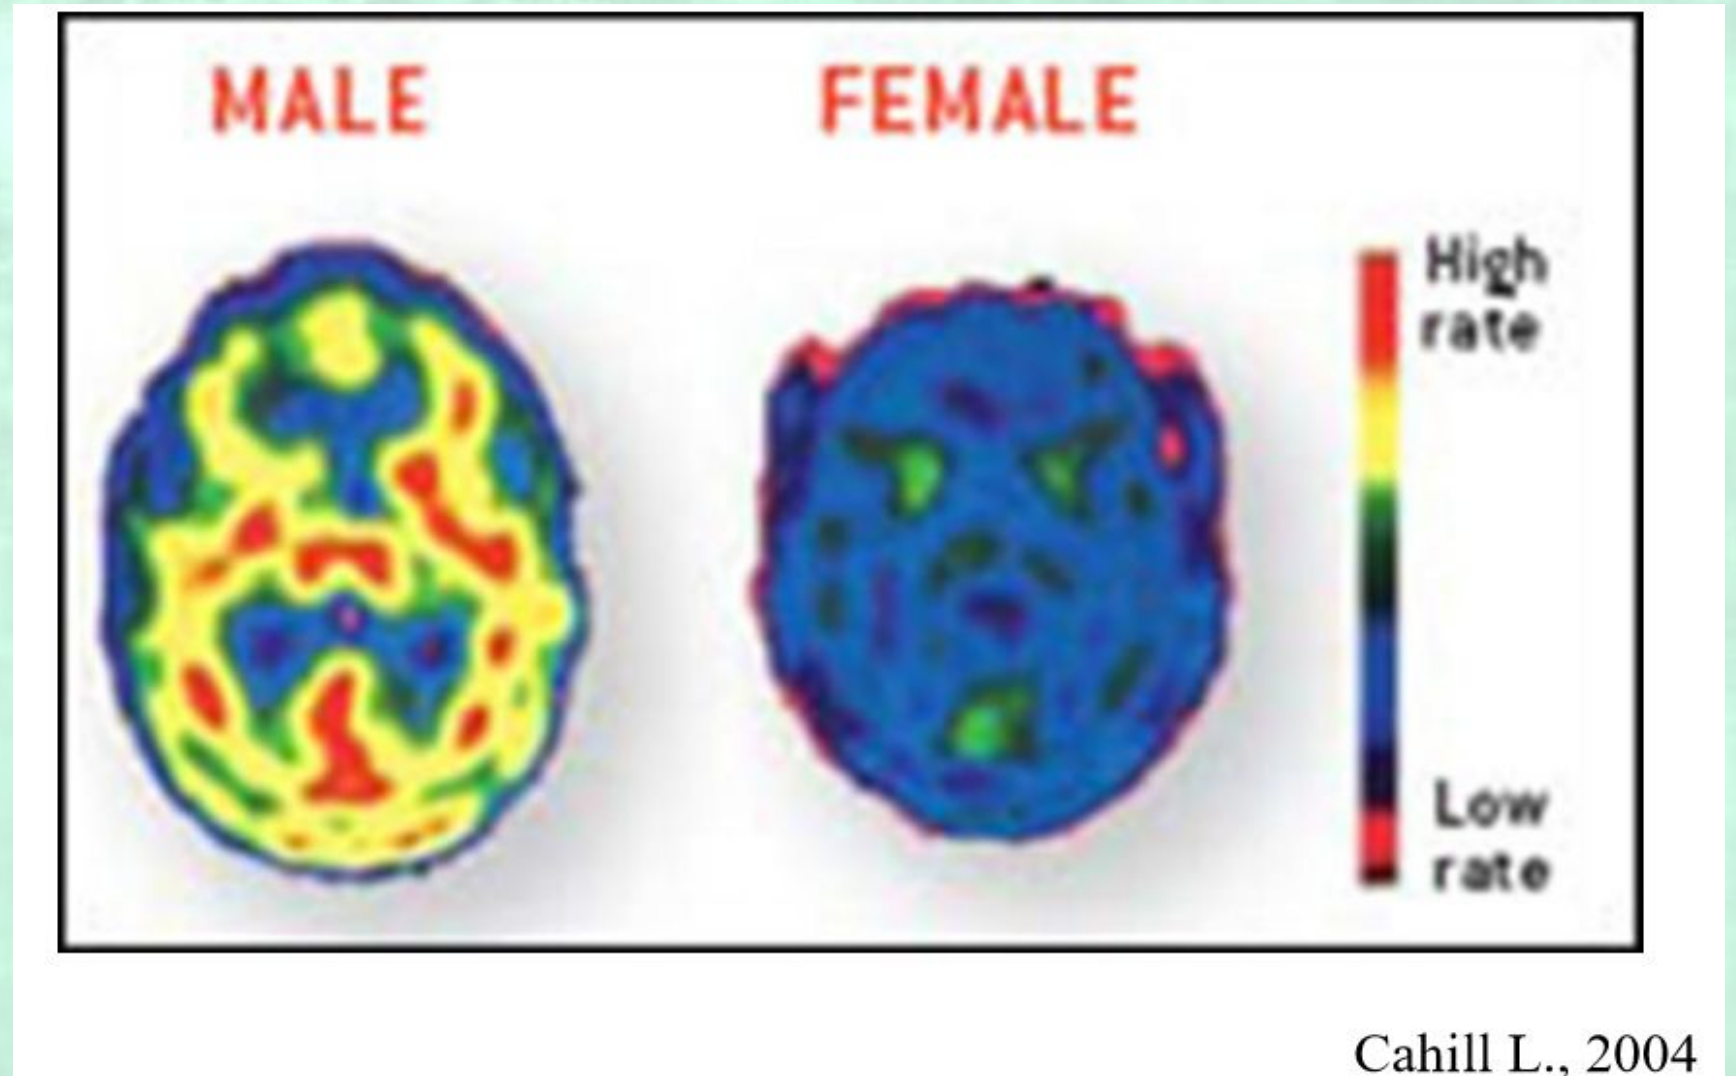 MALE
FEMALE
High
rate
Low
rate
Cahill L., 2004